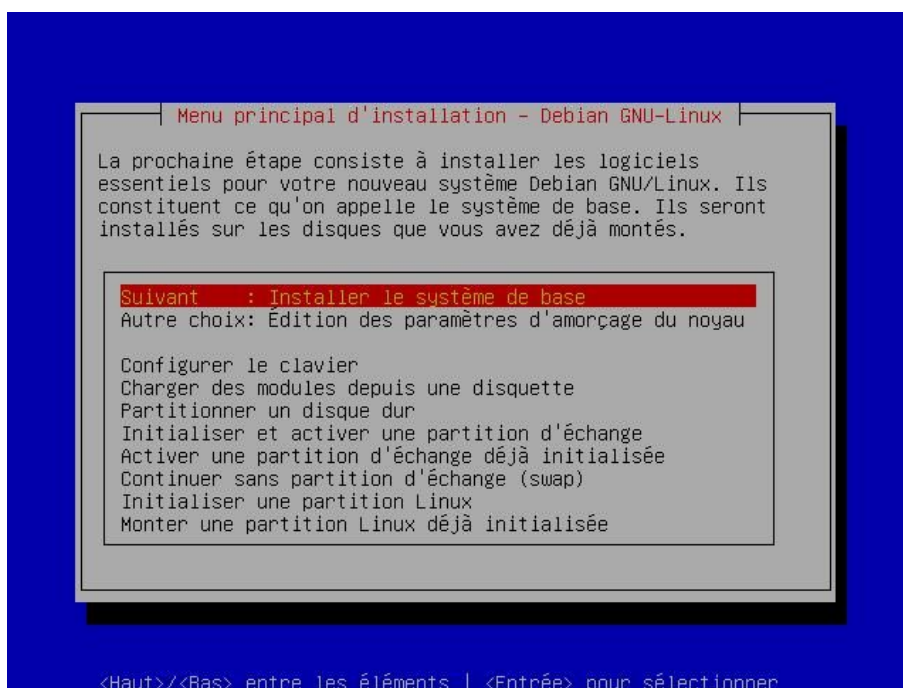 Menu principal d'installation - Debian GNU-Linux
La prochaine étape consiste à installer les logiciels
essentiels pour votre nouveau système Debian GNU/Linux. Ils
constituent ce qu'on appelle le système de base. Ils seront
installés sur les disques que vous avez déjà montés.
Suivant : Installer le système de base
Autre choix: Édition des paramètres d'amorçage du noyau
Configurer le clavier
Charger des modules depuis une disquette
Partitionner un disque dur
Initialiser et activer une partition d'échange
Activer une partition d'échange déjà initialisée
Continuer sans partition d'échange (swap)
Initialiser une partition Linux
Monter une partition Linux déjà initialisée
<Haut>/<Bas> entre les éléments | <Entrée> pour sélectionner